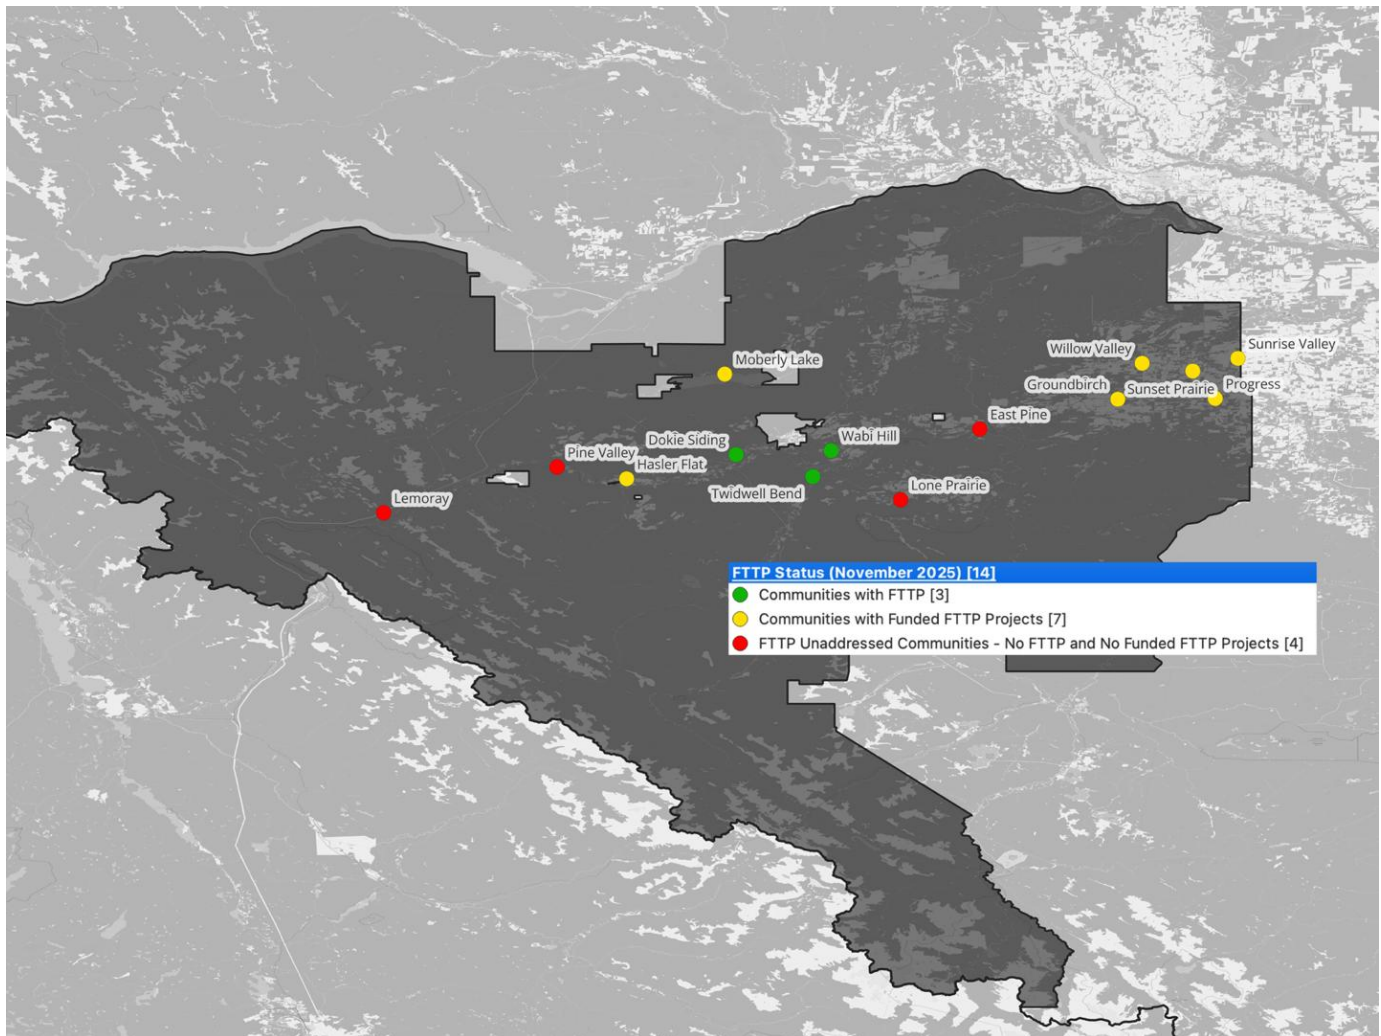 Moberly Lake
Willow Valley
Sunrise Valley
Groundbirch
Sunset Prairie
Progress
East Pine
Dokie Siding
Wabi Hill
Pine Valley
Hasler Flat
Twidwell Bend
Lone Prairie
Lemoray
FTTP Status (November 2025) [14]
Communities with FTTP [3]
Communities with Funded FTTP Projects [7]
FTTP Unaddressed Communities - No FTTP and No Funded FTTP Projects [4]